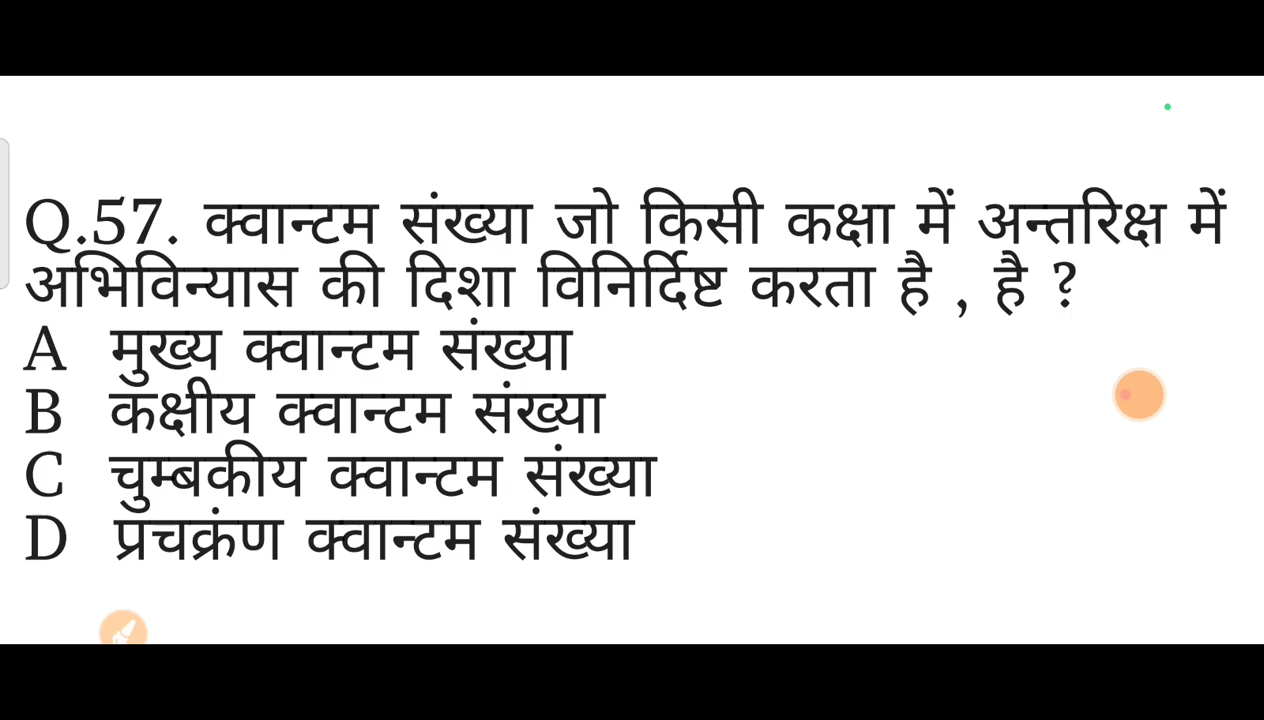 Q.57. क्वान्टम संख्या जो किसी कक्षा में अन्तरिक्ष में
अभिविन्यास की दिशा विनिर्दिष्ट करता है , है ?
A मुख्य क्वान्टम संख्या
B कक्षीय क्वान्टम संख्या
C चुम्बकीय क्वान्टम संख्या
D प्रचक्रंण क्वान्टम संख्या